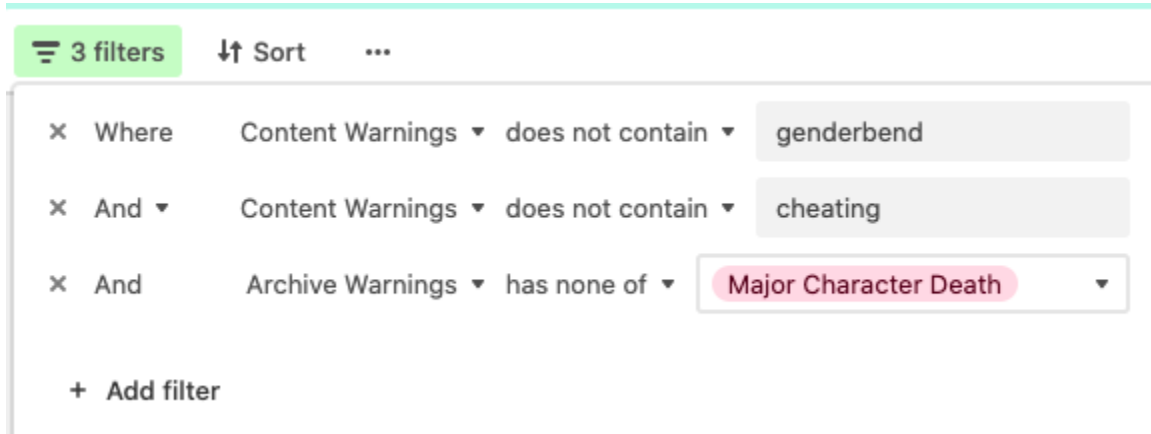 3 filters Sort ...
× Where Content Warnings ▾ does not contain ▾ genderbend
× And ▾ Content Warnings ▾ does not contain ▾ cheating
× And Archive Warnings ▾ has none of ▾ Major Character Death ▾
+ Add filter